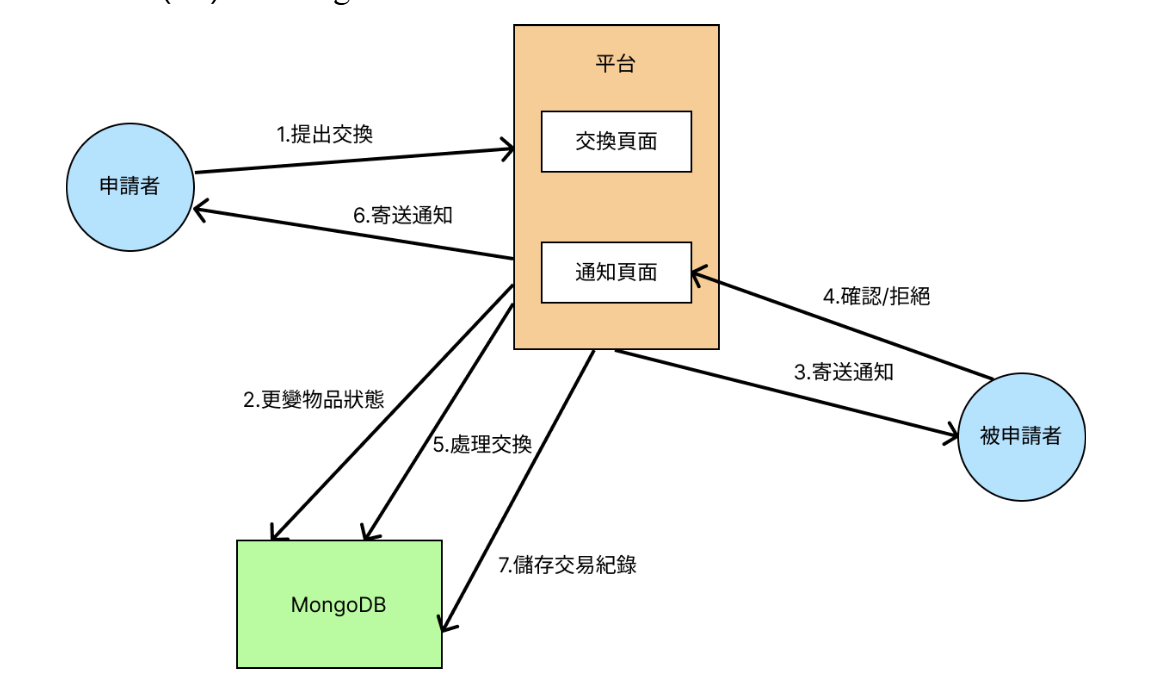 平台
1.提出交換
交換頁面
申請者
6.寄送通知
通知頁面
4.確認/拒絕
3.寄送通知
2.更變物品狀態
5.處理交換
被申請者
7.儲存交易紀錄
MongoDB